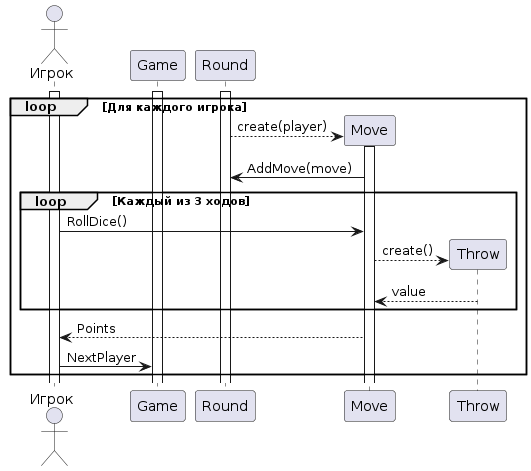 Игрок
Game
Round
loop
[Для каждого игрока]
create(player)
Move
AddMove(move)
loop
[Каждый из 3 ходов]
RollDice()
create()
Throw
value
Points
NextPlayer
Игрок
Game
Round
Move
Throw